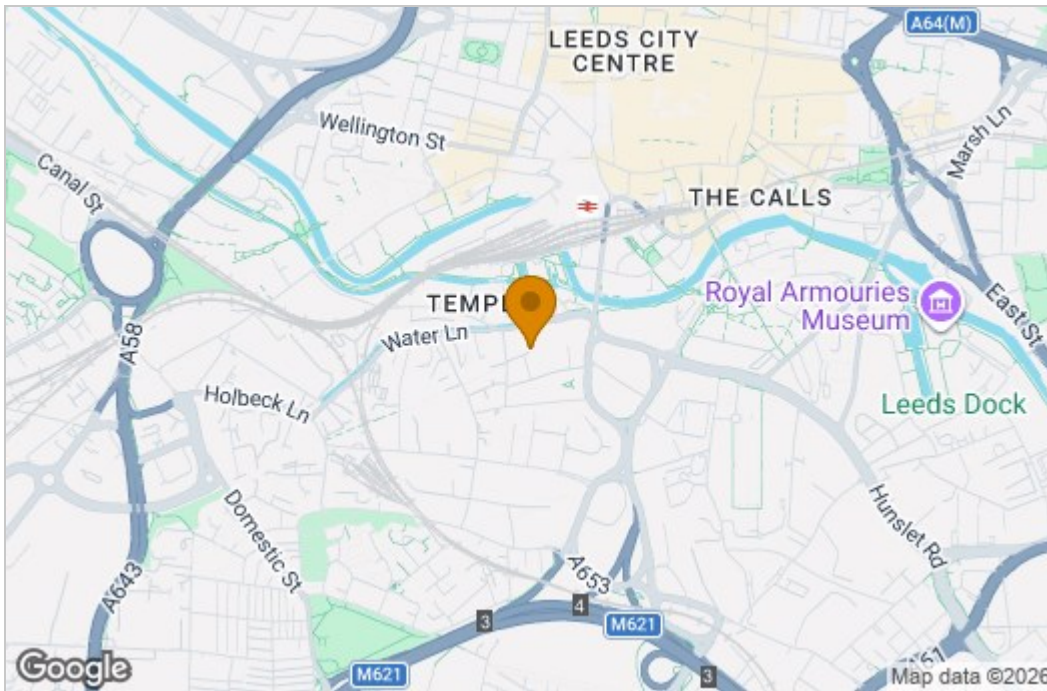 A64(M)
LEEDS CITY
CENTRE
Wellington St
Marsh Ln
Canal St
THE CALLS
Royal Armouries
Museum
East St
Water Ln
A58
Holbeck Ln
Leeds Dock
Domestic St
Hunslet Rd
A653
A643
3
4
M621
M621
3
Google
Map data ©2026